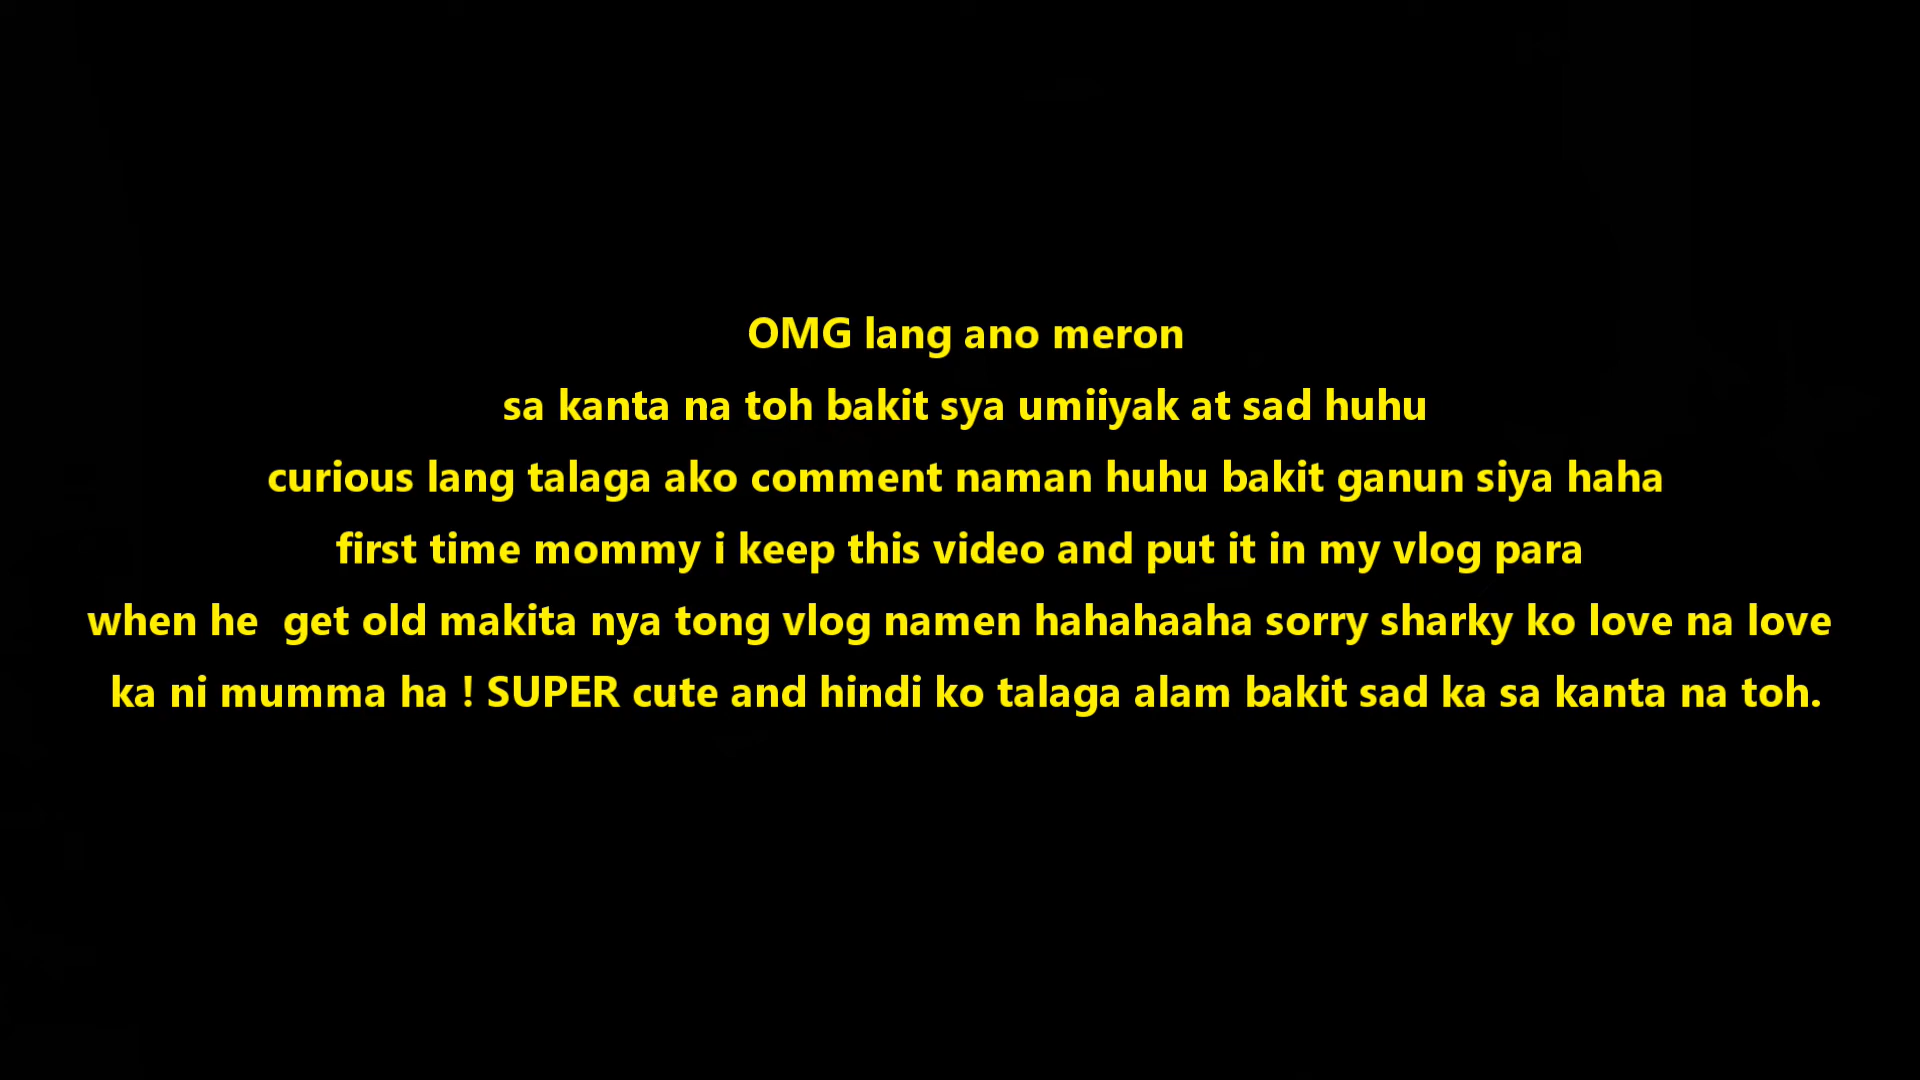 OMG lang ano meron
sa kanta na toh bakit sya umiiyak at sad huhu
curious lang talaga ako comment naman huhu bakit ganun siya haha
first time mommy i keep this video and put it in my vlog para
when he  get old makita nya tong vlog namen hahahaaha sorry sharky ko love na love
ka ni mumma ha ! SUPER cute and hindi ko talaga alam bakit sad ka sa kanta na toh.